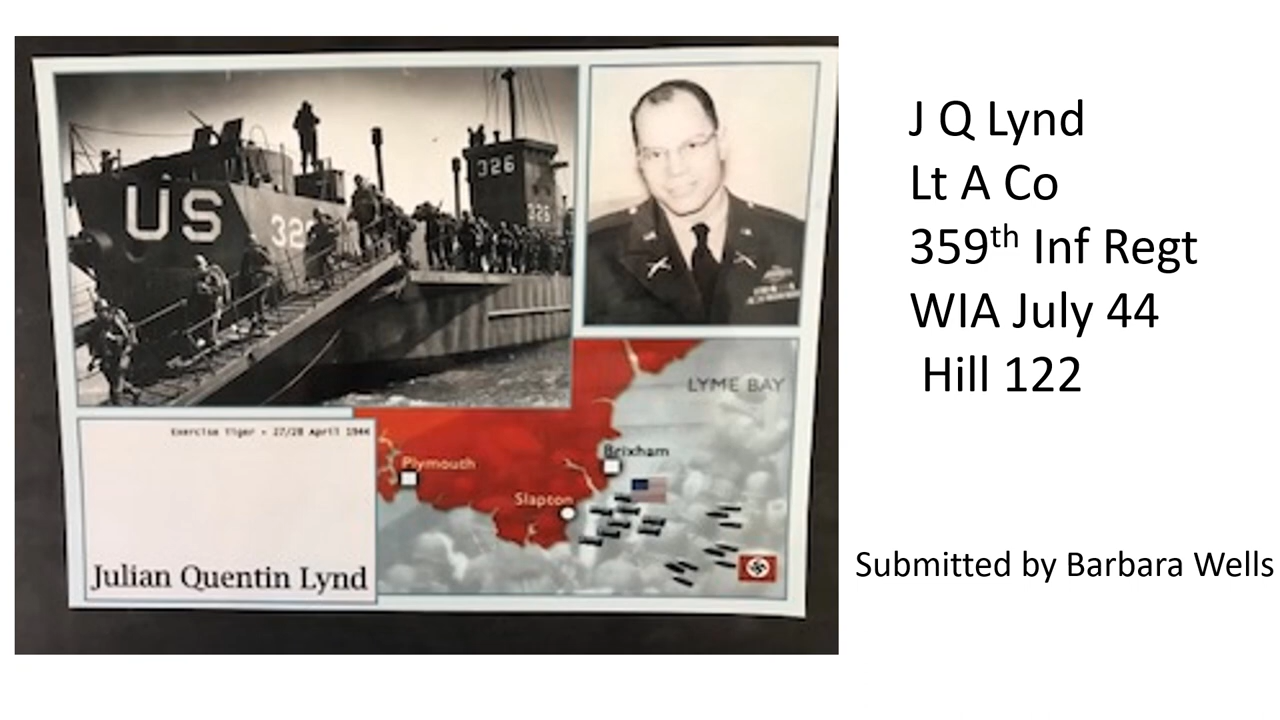 US
326
326
326
LYME BAY
Brixham
Plymouth
Slapton
Exercise Tiger - 27/28 April 1944
Julian Quentin Lynd
J Q Lynd
Lt A Co
359th Inf Regt
WIA July 44
Hill 122
Submitted by Barbara Wells